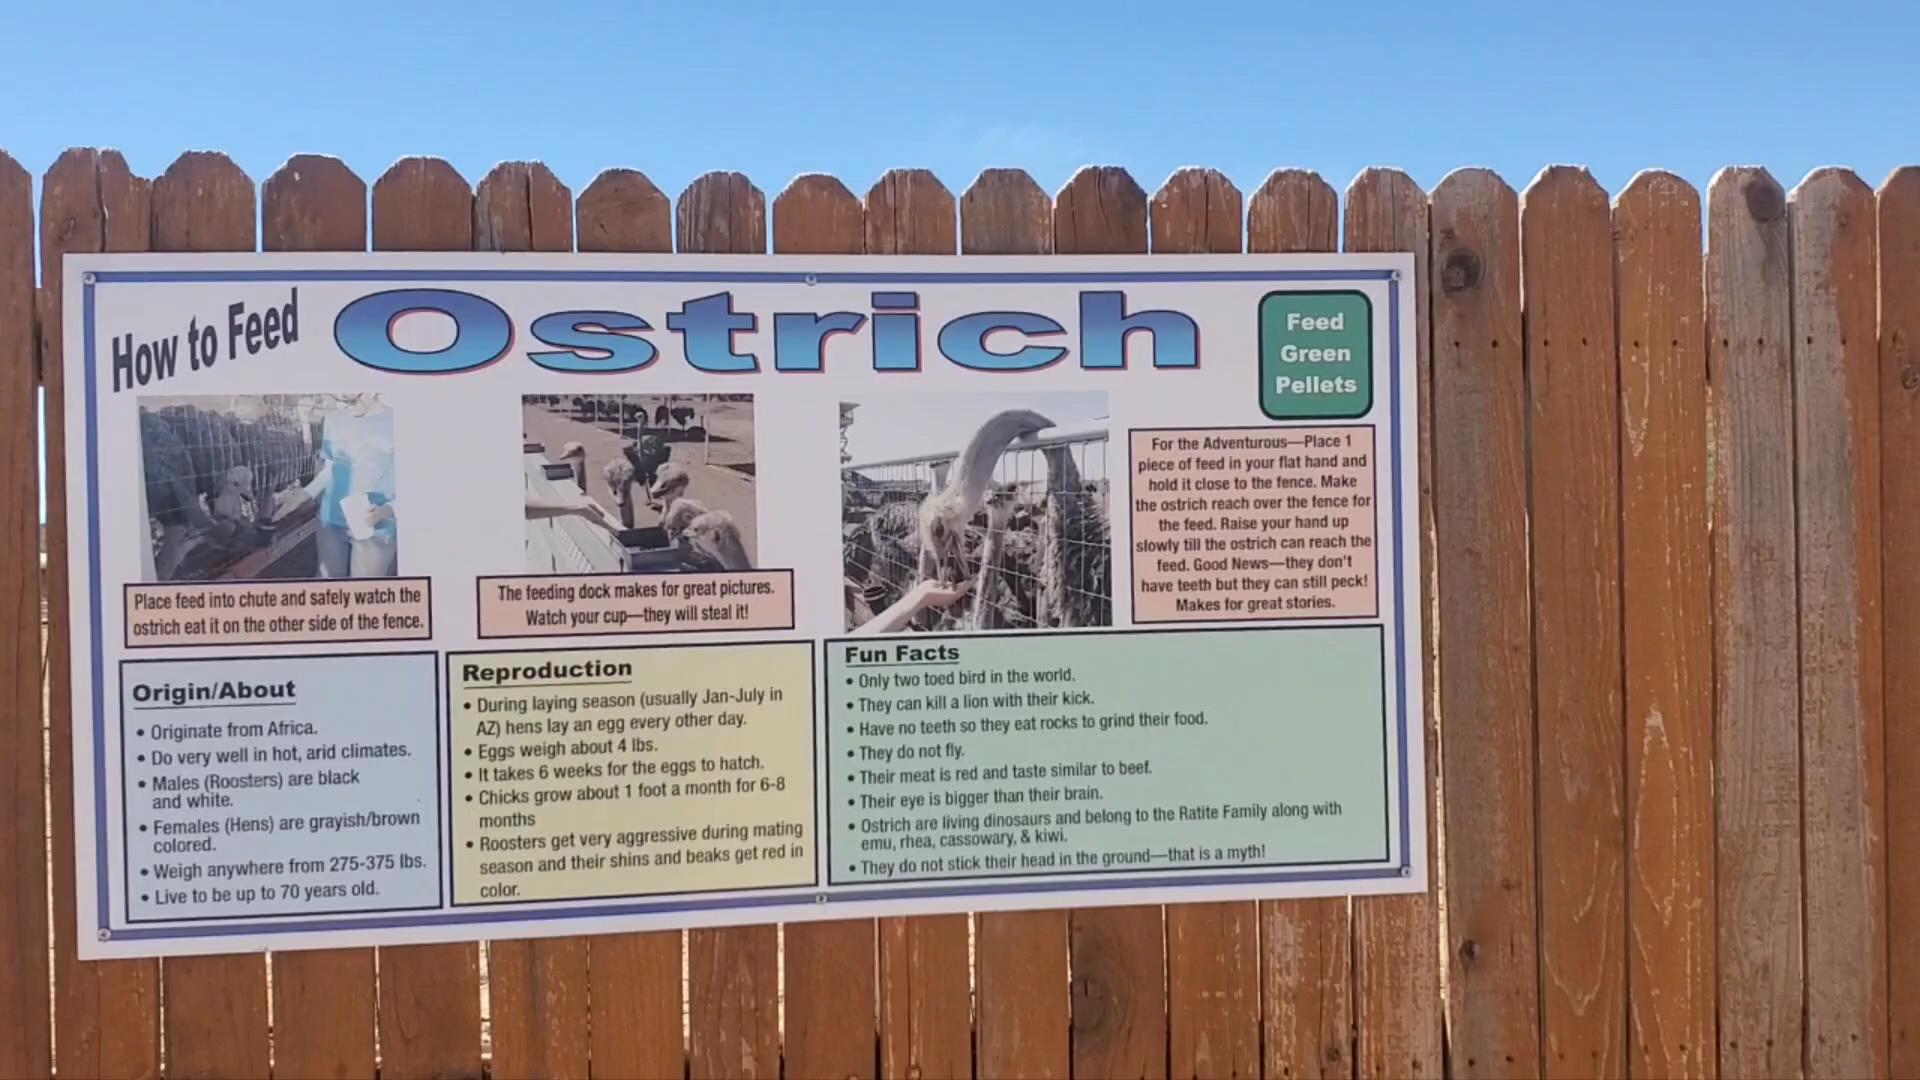 How to Feed Ostrich
Feed
Green
Pellets
For the Adventurous—Place 1
piece of feed in your flat hand and
hold it close to the fence. Make
the ostrich reach over the fence for
the feed. Raise your hand up
slowly till the ostrich can reach the
feed. Good News—they don't
have teeth but they can still peck!
Makes for great stories.
Place feed into chute and safely watch the
ostrich eat it on the other side of the fence.
The feeding dock makes for great pictures.
Watch your cup—they will steal it!
Origin/About
• Originate from Africa.
• Do very well in hot, arid climates.
• Males (Roosters) are black
and white.
• Females (Hens) are grayish/brown
colored.
• Weigh anywhere from 275-375 lbs.
• Live to be up to 70 years old.
Reproduction
• During laying season (usually Jan-July in
AZ) hens lay an egg every other day.
• Eggs weigh about 4 lbs.
• It takes 6 weeks for the eggs to hatch.
• Chicks grow about 1 foot a month for 6-8
months
• Roosters get very aggressive during mating
season and their shins and beaks get red in
color.
Fun Facts
• Only two toed bird in the world.
• They can kill a lion with their kick.
• Have no teeth so they eat rocks to grind their food.
• They do not fly.
• Their meat is red and taste similar to beef.
• Their eye is bigger than their brain.
• Ostrich are living dinosaurs and belong to the Ratite Family along with
emu, rhea, cassowary, & kiwi.
• They do not stick their head in the ground—that is a myth!